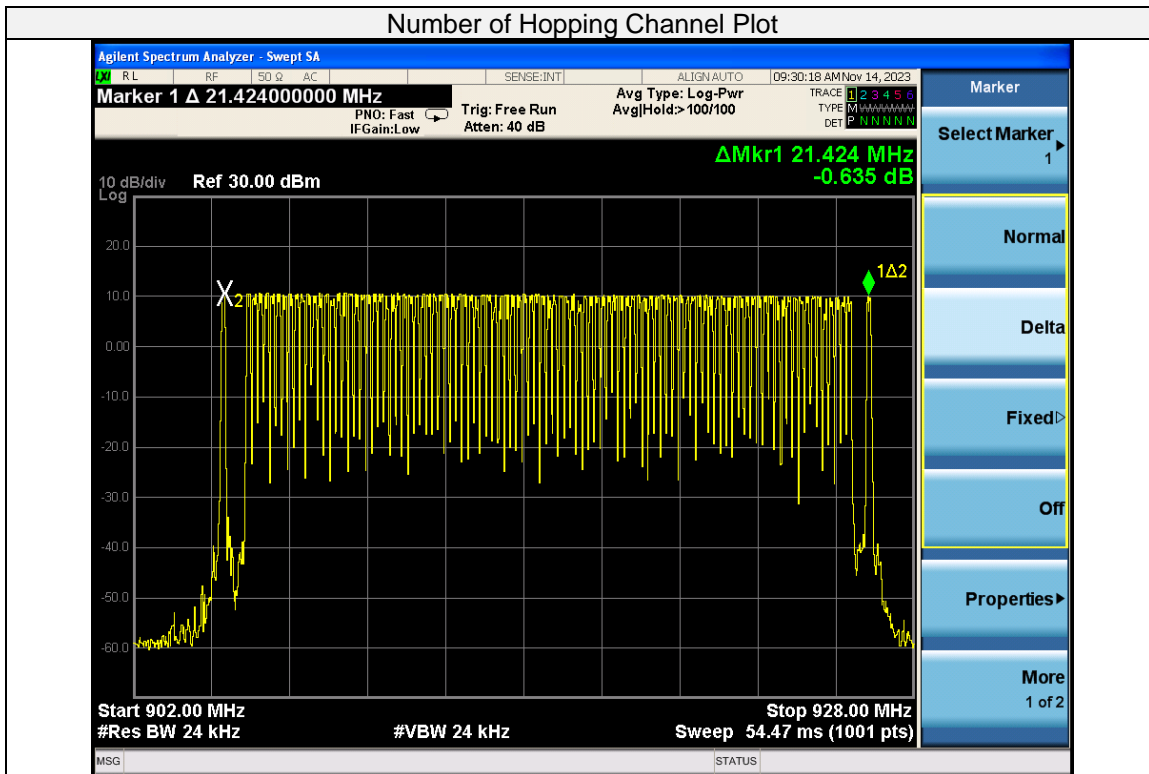 Number of Hopping Channel Plot
Agilent Spectrum Analyzer - Swept SA
LXI RL RF 50 Ω AC SENSE:INT ALIGN AUTO 09:30:18 AM Nov 14, 2023
Marker 1 Δ 21.424000000 MHz
PNO: Fast
IFGain:Low
Trig: Free Run
Atten: 40 dB
Avg Type: Log-Pwr
Avg|Hold:>100/100
TRACE 1 2 3 4 5 6
TYPE M WWWWW
DET P N N N N N
ΔMkr1 21.424 MHz
-0.635 dB
10 dB/div Ref 30.00 dBm
Log
20.0
10.0
0.00
-10.0
-20.0
-30.0
-40.0
-50.0
-60.0
2
1Δ2
Start 902.00 MHz Stop 928.00 MHz
#Res BW 24 kHz #VBW 24 kHz Sweep 54.47 ms (1001 pts)
MSG STATUS
Marker
Select Marker
1
Normal
Delta
Fixed
Off
Properties
More
1 of 2